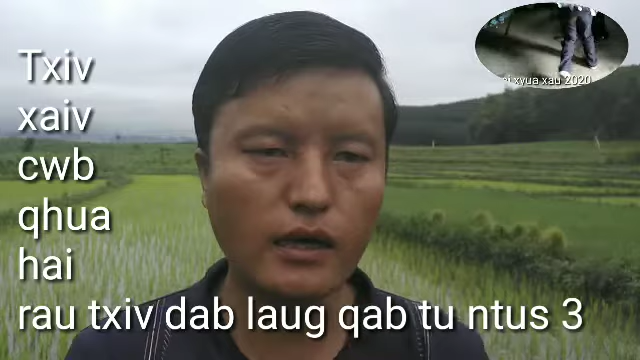 Txiv
xaiv
cwb
qhua
hai
rau txiv dab laug qab tu ntus 3
xyua xau 2020